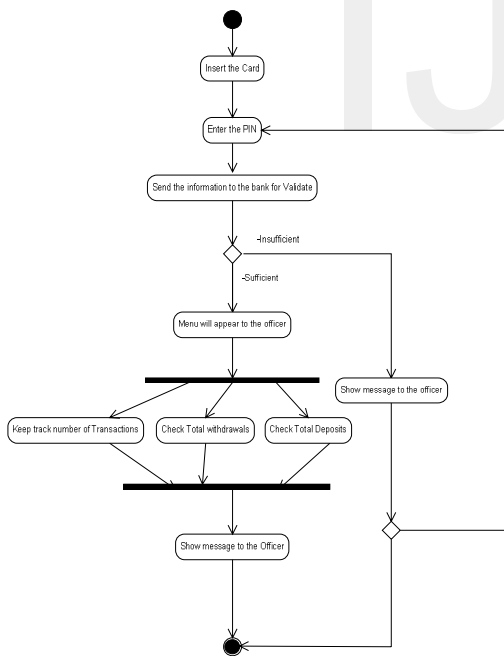 Insert the Card
Enter the PIN
Send the information to the bank for Validate
-Insufficient
-Sufficient
Menu will appear to the officer
Show message to the officer
Keep track number of Transactions
Check Total withdrawals
Check Total Deposits
Show message to the Officer